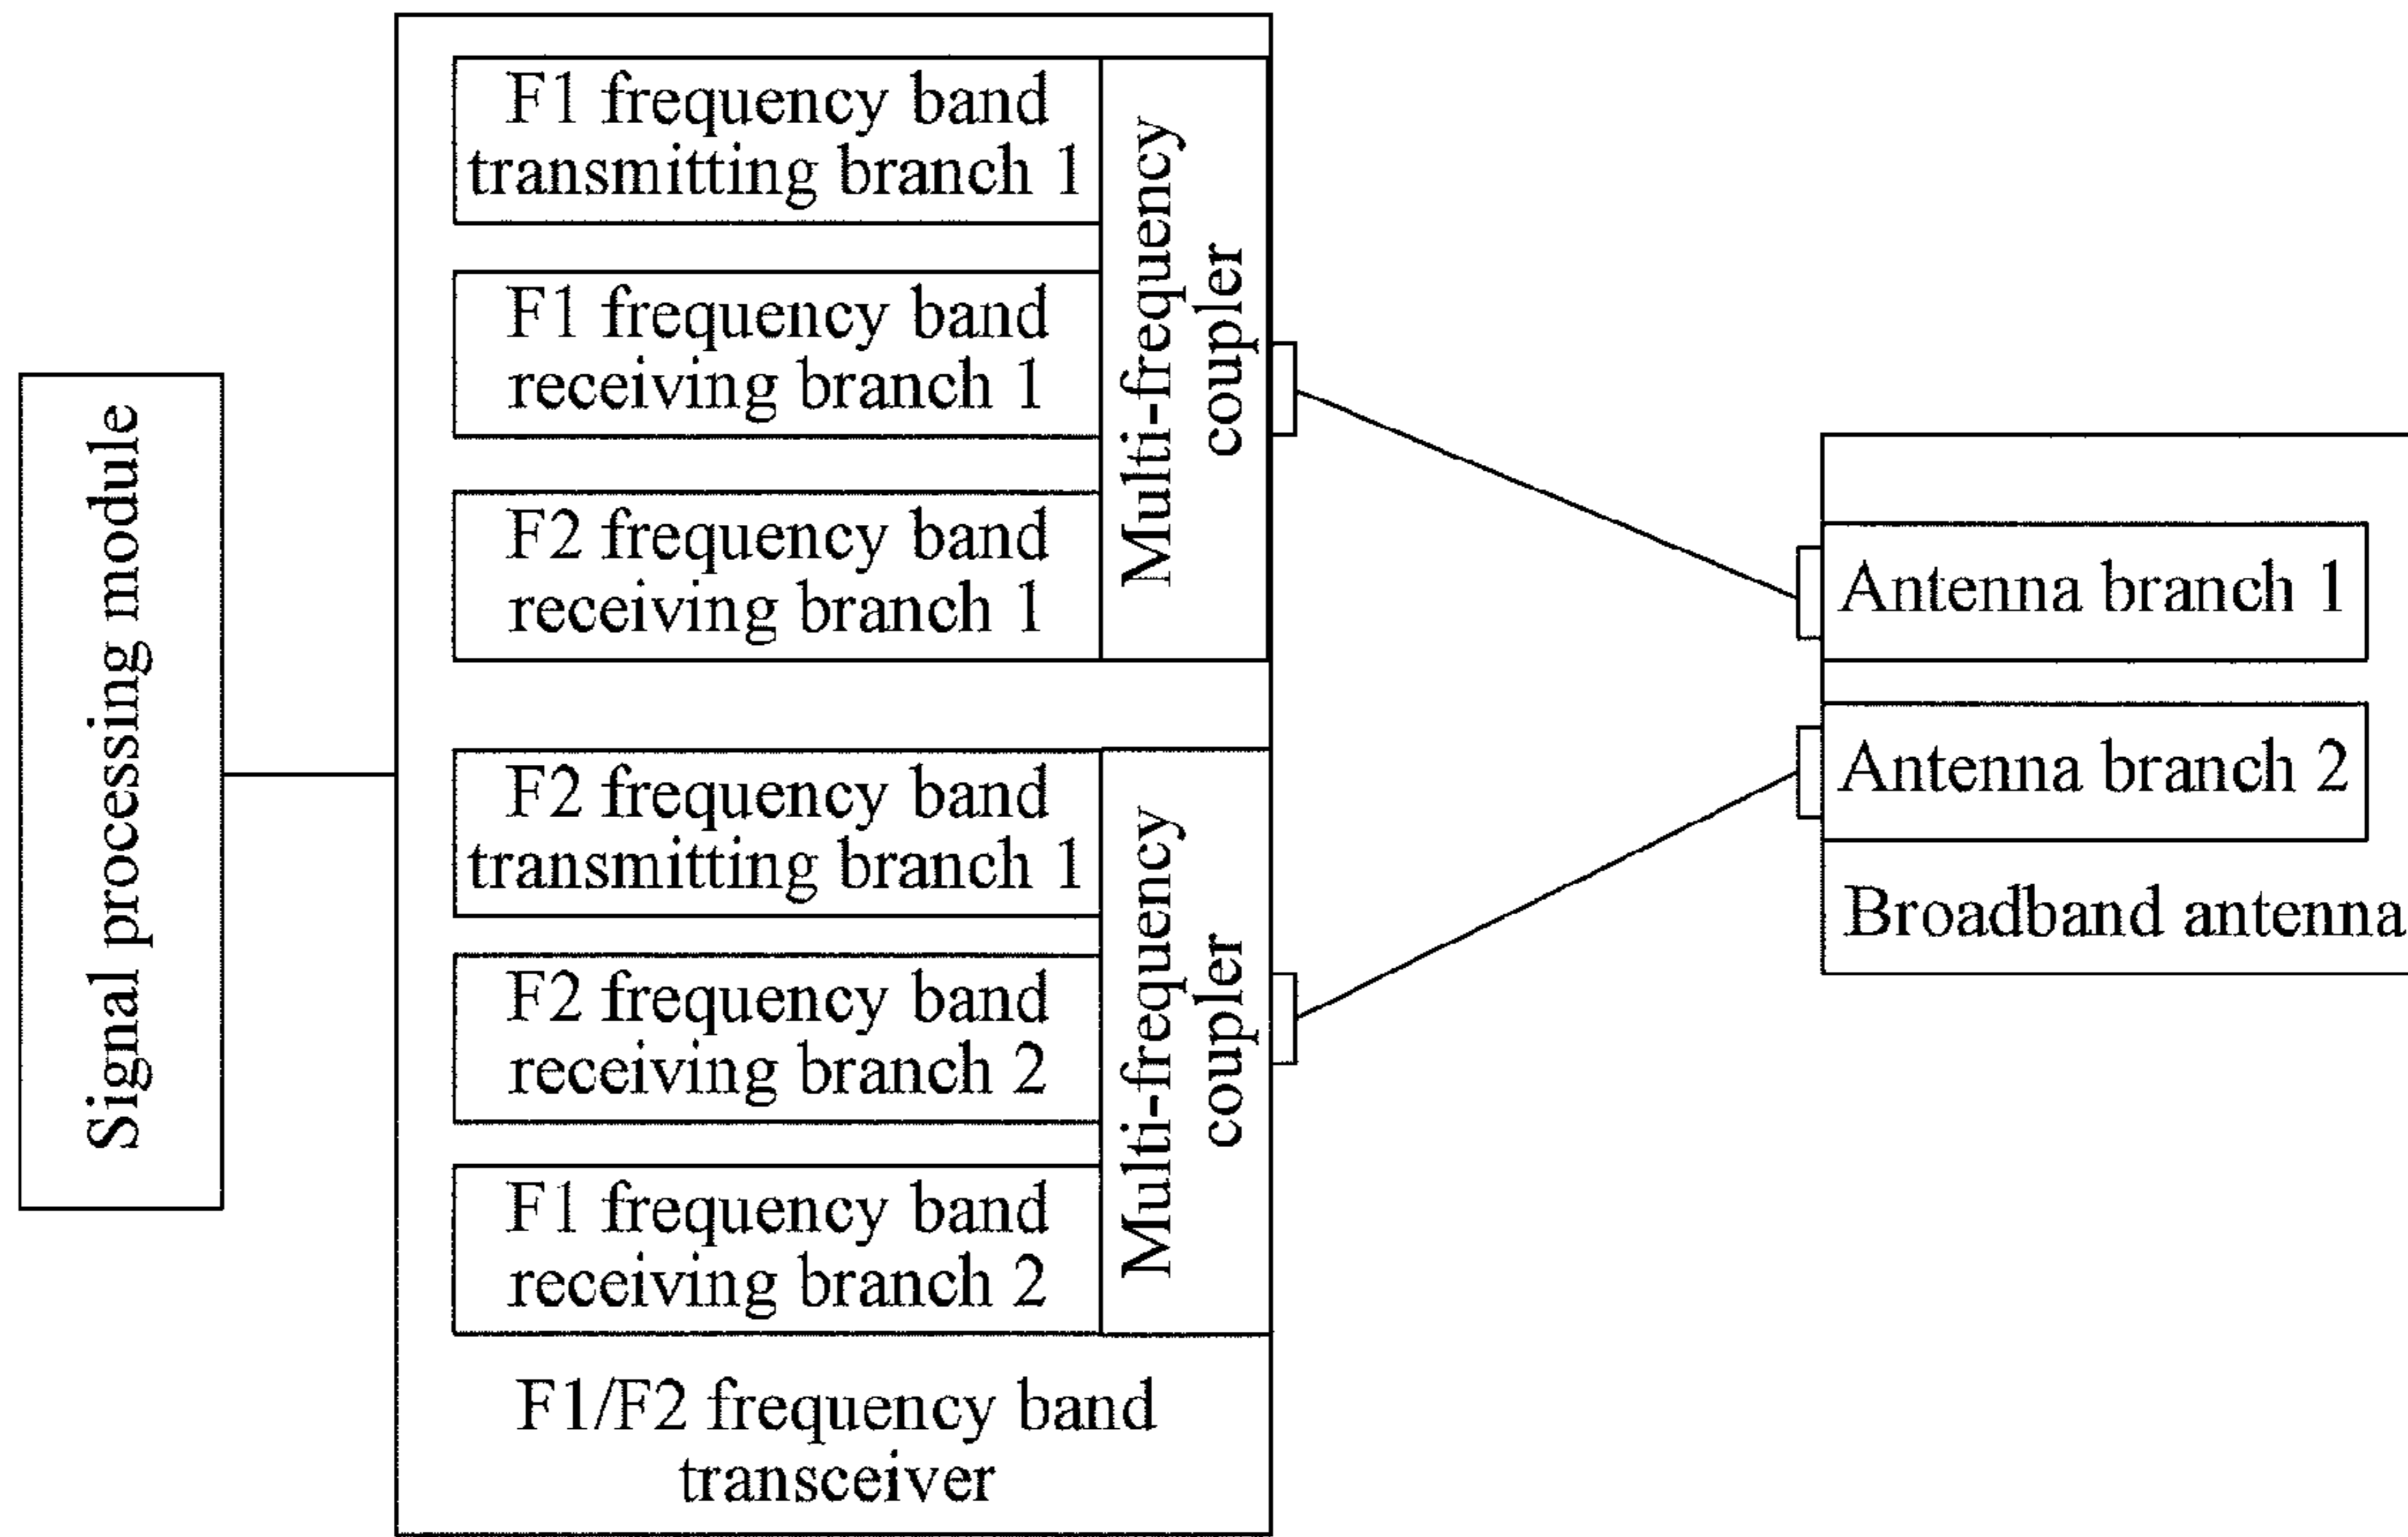 Signal processing module
F1 frequency band
transmitting branch 1
F1 frequency band
receiving branch 1
F2 frequency band
receiving branch 1
Multi-frequency
coupler
F2 frequency band
transmitting branch 1
F2 frequency band
receiving branch 2
F1 frequency band
receiving branch 2
Multi-frequency
coupler
F1/F2 frequency band
transceiver
Antenna branch 1
Antenna branch 2
Broadband antenna